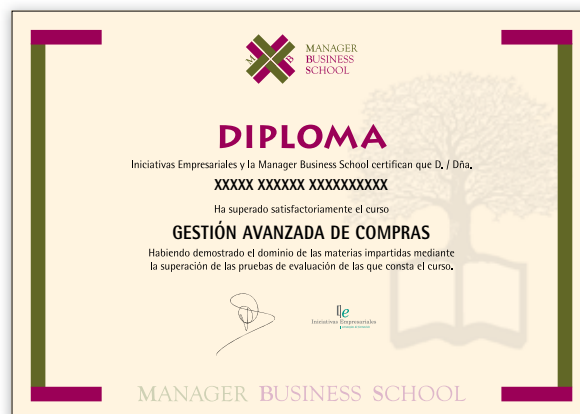 M B
MANAGER
BUSINESS
SCHOOL
DIPLOMA
Iniciativas Empresariales y la Manager Business School certifican que D. / Dña.
XXXXX XXXXXX XXXXXXXXXX
Ha superado satisfactoriamente el curso
GESTIÓN AVANZADA DE COMPRAS
Habiendo demostrado el dominio de las materias impartidas mediante
la superación de las pruebas de evaluación de las que consta el curso.
Iniciativas Empresariales
MANAGER BUSINESS SCHOOL